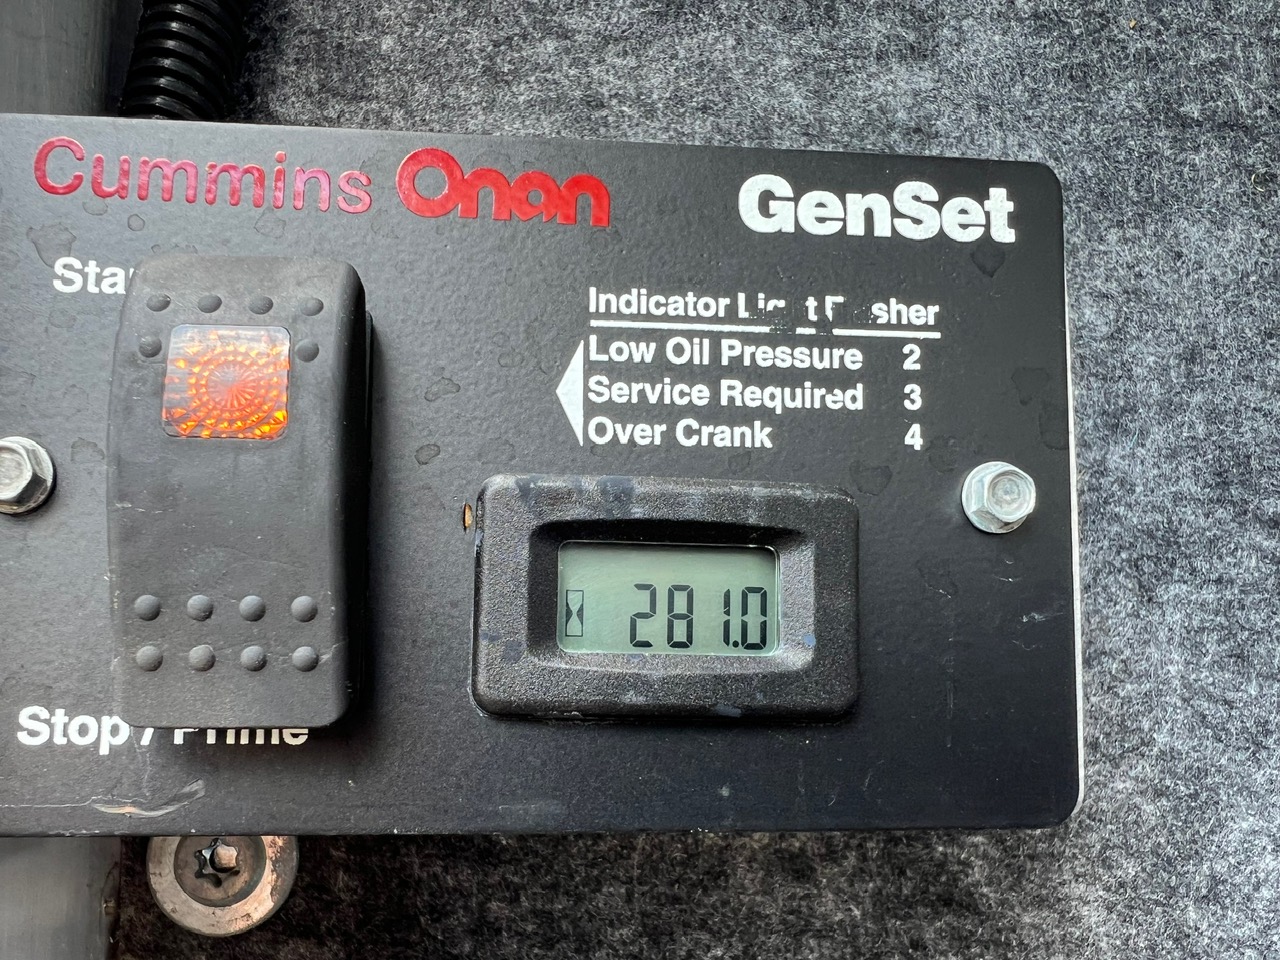 Cummins Onan GenSet
Indicator
Low Oil Pressure 2
Service Required 3
Over Crank 4
281.0
Stop /